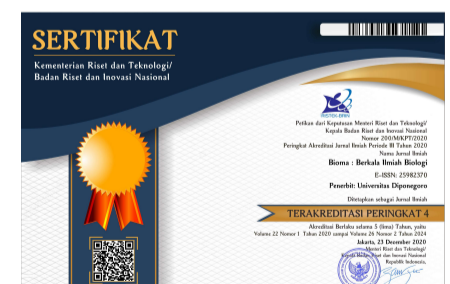 SERTIFIKAT
Kementerian Riset dan Teknologi/
Badan Riset dan Inovasi Nasional
RISTEK-BRIN
Petikan dari Keputusan Menteri Riset dan Teknologi/
Kepala Badan Riset dan Inovasi Nasional
Nomor 200/M/KPT/2020
Peringkat Akreditasi Jurnal Ilmiah Periode III Tahun 2020
Nama Jurnal Ilmiah
Bioma : Berkala Ilmiah Biologi
E-ISSN: 25982370
Penerbit: Universitas Diponegoro
Ditetapkan sebagai Jurnal Ilmiah
TERAKREDITASI PERINGKAT 4
Akreditasi Berlaku selama 5 (lima) Tahun, yaitu
Volume 22 Nomor 1 Tahun 2020 sampai Volume 26 Nomor 2 Tahun 2024
Jakarta, 23 Desember 2020
Menteri Riset dan Teknologi/
Kepala Badan Riset dan Inovasi Nasional
Republik Indonesia,